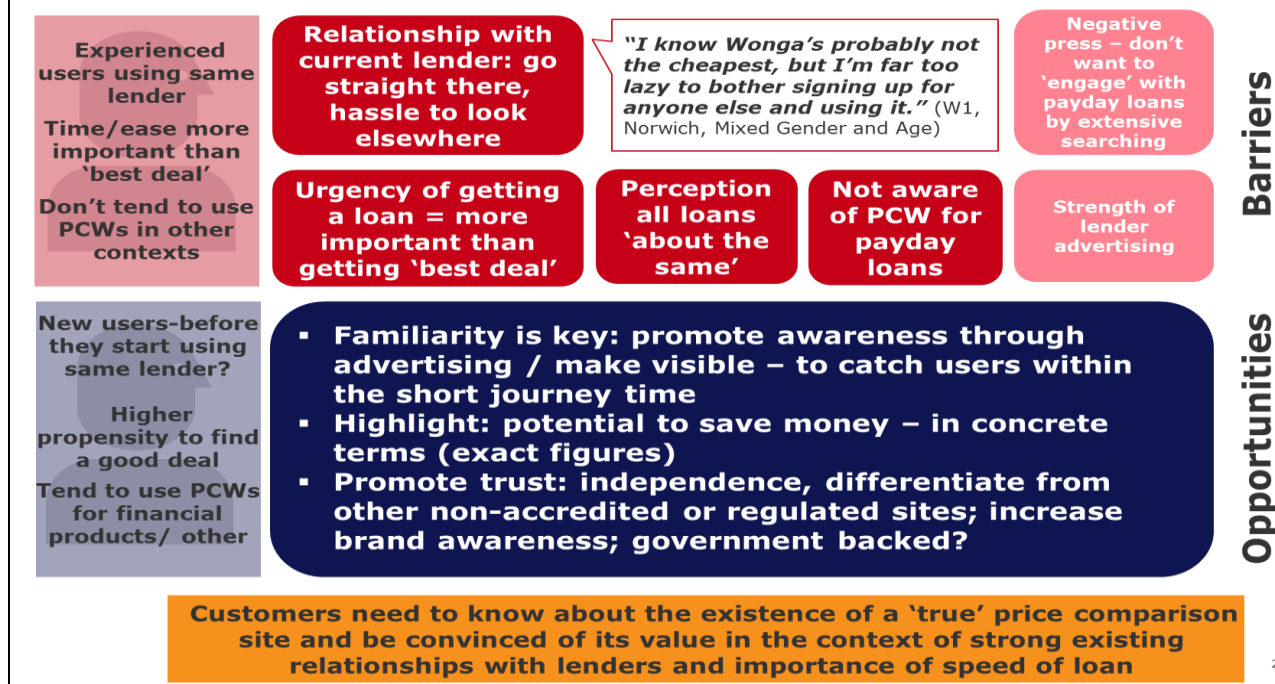 Experienced
users using same
lender
Time/ease more
important than
‘best deal’
Don’t tend to use
PCWs in other
contexts
Relationship with
current lender: go
straight there,
hassle to look
elsewhere
“I know Wonga’s probably not
the cheapest, but I’m far too
lazy to bother signing up for
anyone else and using it.” (W1,
Norwich, Mixed Gender and Age)
Negative
press – don’t
want to
‘engage’ with
payday loans
by extensive
searching
Urgency of getting
a loan = more
important than
getting ‘best deal’
Perception
all loans
‘about the
same’
Not aware
of PCW for
payday
loans
Strength of
lender
advertising
Barriers
New users-before
they start using
same lender?
Higher
propensity to find
a good deal
Tend to use PCWs
for financial
products/ other
▪ Familiarity is key: promote awareness through
advertising / make visible – to catch users within
the short journey time
▪ Highlight: potential to save money – in concrete
terms (exact figures)
▪ Promote trust: independence, differentiate from
other non-accredited or regulated sites; increase
brand awareness; government backed?
Opportunities
Customers need to know about the existence of a ‘true’ price comparison
site and be convinced of its value in the context of strong existing
relationships with lenders and importance of speed of loan